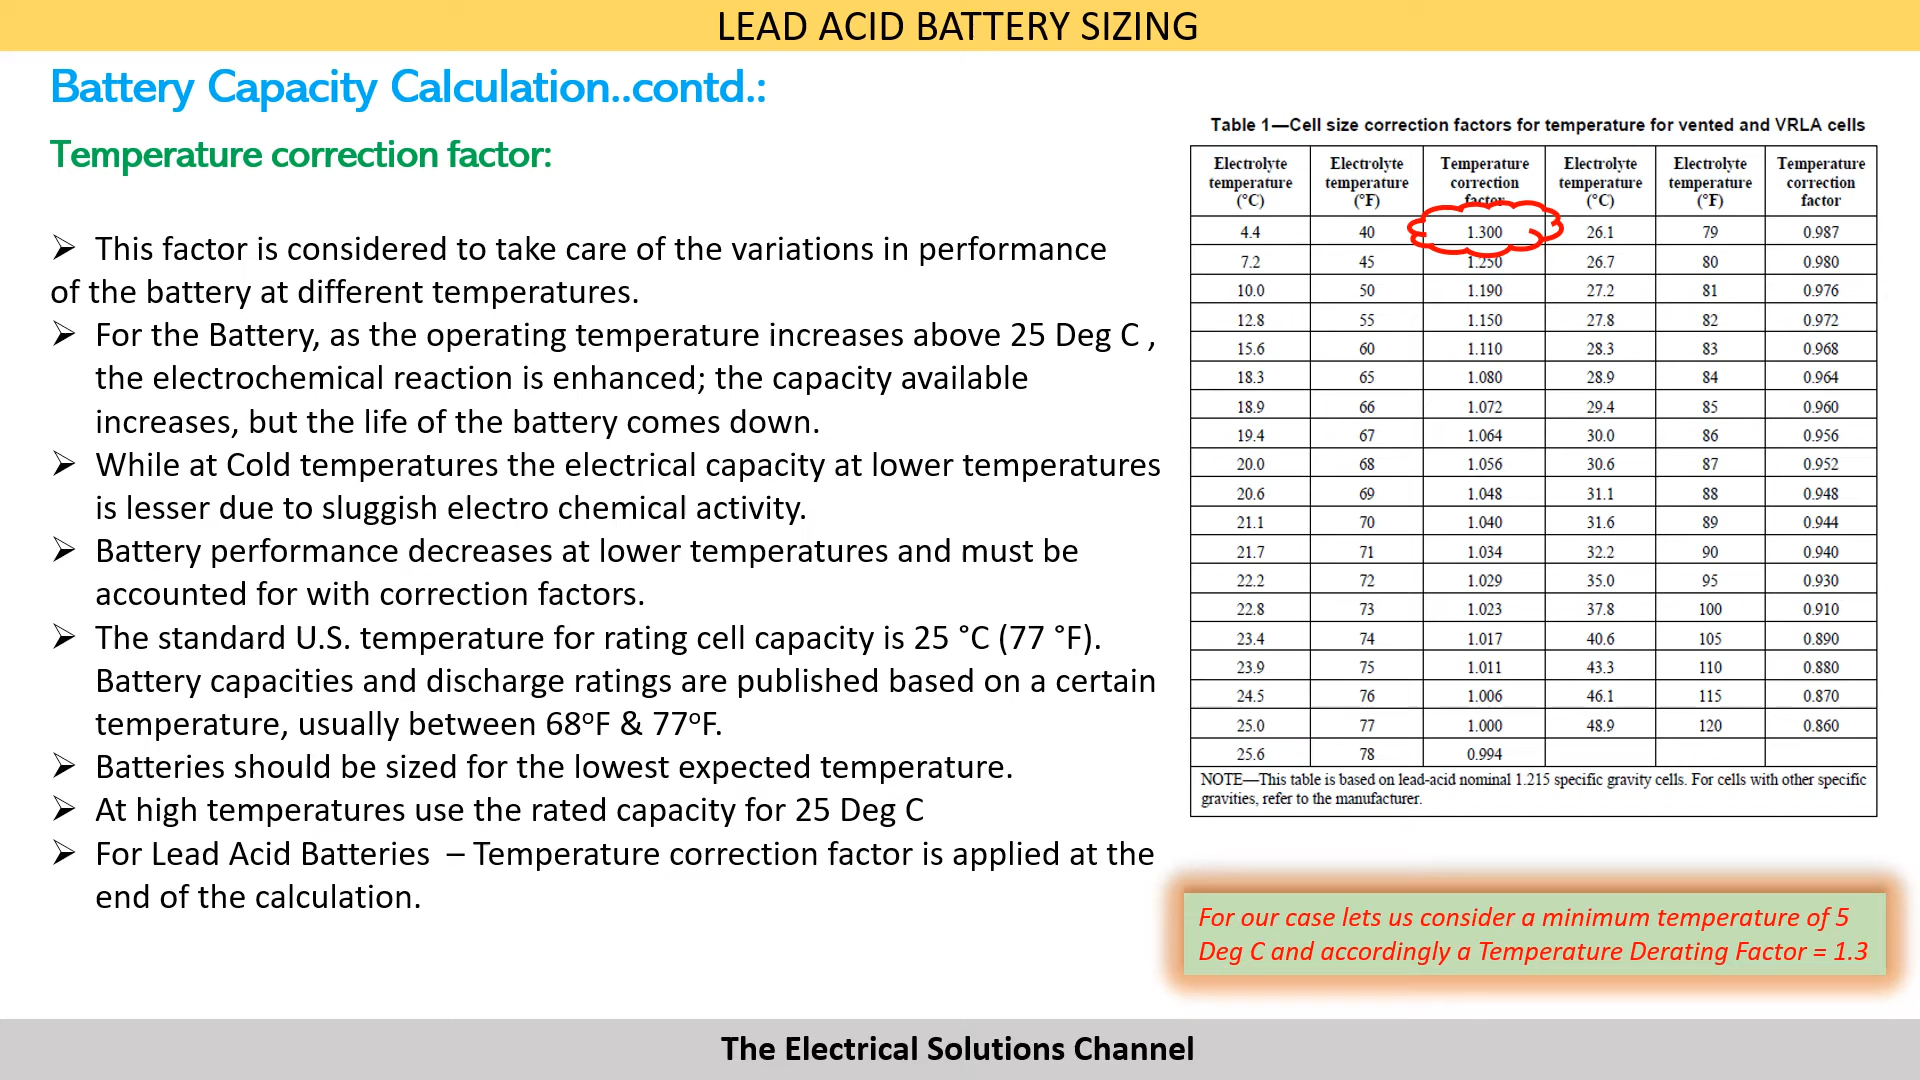 LEAD ACID BATTERY SIZING
Battery Capacity Calculation..contd.:
Temperature correction factor:
➢ This factor is considered to take care of the variations in performance
of the battery at different temperatures.
➢ For the Battery, as the operating temperature increases above 25 Deg C ,
the electrochemical reaction is enhanced; the capacity available
increases, but the life of the battery comes down.
➢ While at Cold temperatures the electrical capacity at lower temperatures
is lesser due to sluggish electro chemical activity.
➢ Battery performance decreases at lower temperatures and must be
accounted for with correction factors.
➢ The standard U.S. temperature for rating cell capacity is 25 °C (77 °F).
Battery capacities and discharge ratings are published based on a certain
temperature, usually between 68ºF & 77ºF.
➢ Batteries should be sized for the lowest expected temperature.
➢ At high temperatures use the rated capacity for 25 Deg C
➢ For Lead Acid Batteries – Temperature correction factor is applied at the
end of the calculation.
Table 1—Cell size correction factors for temperature for vented and VRLA cells
Electrolyte Electrolyte Temperature Electrolyte Electrolyte Temperature
temperature temperature correction temperature temperature correction
(°C) (°F) factor (°C) (°F) factor
4.4 40 1.300 26.1 79 0.987
7.2 45 1.250 26.7 80 0.980
10.0 50 1.190 27.2 81 0.976
12.8 55 1.150 27.8 82 0.972
15.6 60 1.110 28.3 83 0.968
18.3 65 1.080 28.9 84 0.964
18.9 66 1.072 29.4 85 0.960
19.4 67 1.064 30.0 86 0.956
20.0 68 1.056 30.6 87 0.952
20.6 69 1.048 31.1 88 0.948
21.1 70 1.040 31.6 89 0.944
21.7 71 1.034 32.2 90 0.940
22.2 72 1.029 35.0 95 0.930
22.8 73 1.023 37.8 100 0.910
23.4 74 1.017 40.6 105 0.890
23.9 75 1.011 43.3 110 0.880
24.5 76 1.006 46.1 115 0.870
25.0 77 1.000 48.9 120 0.860
25.6 78 0.994
NOTE—This table is based on lead-acid nominal 1.215 specific gravity cells. For cells with other specific
gravities, refer to the manufacturer.
For our case lets us consider a minimum temperature of 5
Deg C and accordingly a Temperature Derating Factor = 1.3
The Electrical Solutions Channel